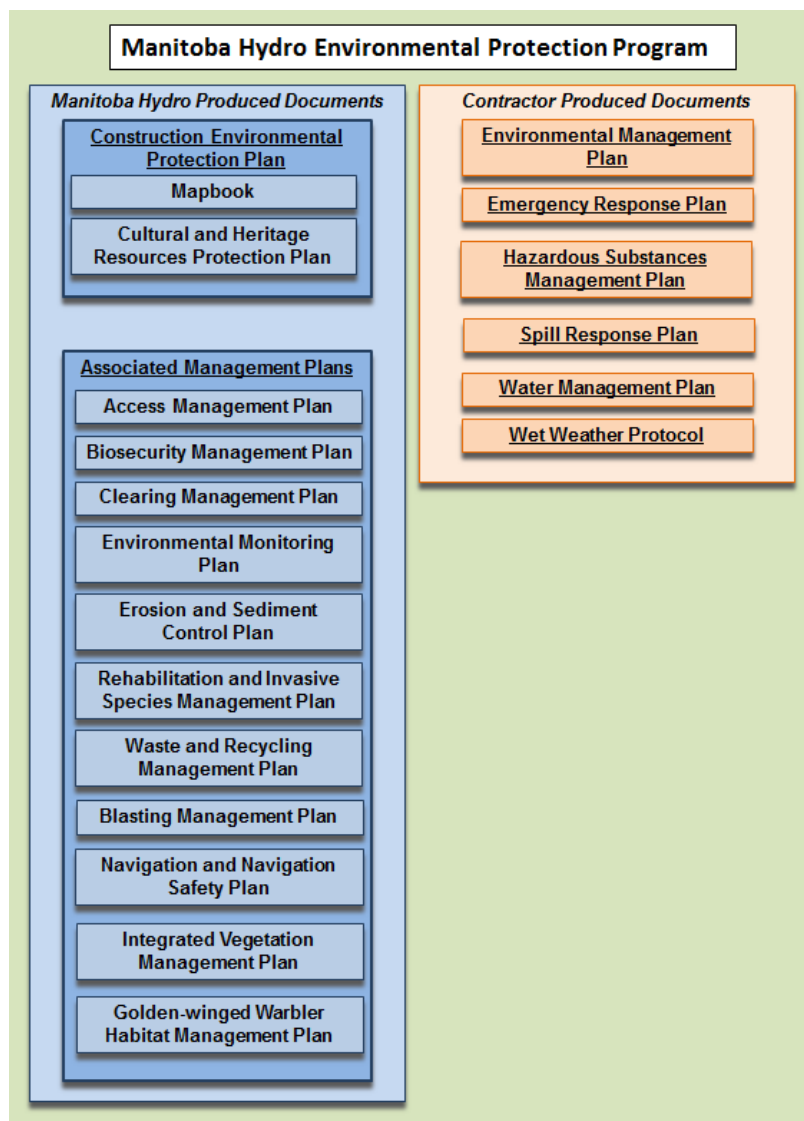 Manitoba Hydro Environmental Protection Program
Manitoba Hydro Produced Documents
Construction Environmental
Protection Plan
Mapbook
Cultural and Heritage
Resources Protection Plan
Associated Management Plans
Access Management Plan
Biosecurity Management Plan
Clearing Management Plan
Environmental Monitoring
Plan
Erosion and Sediment
Control Plan
Rehabilitation and Invasive
Species Management Plan
Waste and Recycling
Management Plan
Blasting Management Plan
Navigation and Navigation
Safety Plan
Integrated Vegetation
Management Plan
Golden-winged Warbler
Habitat Management Plan
Contractor Produced Documents
Environmental Management
Plan
Emergency Response Plan
Hazardous Substances
Management Plan
Spill Response Plan
Water Management Plan
Wet Weather Protocol